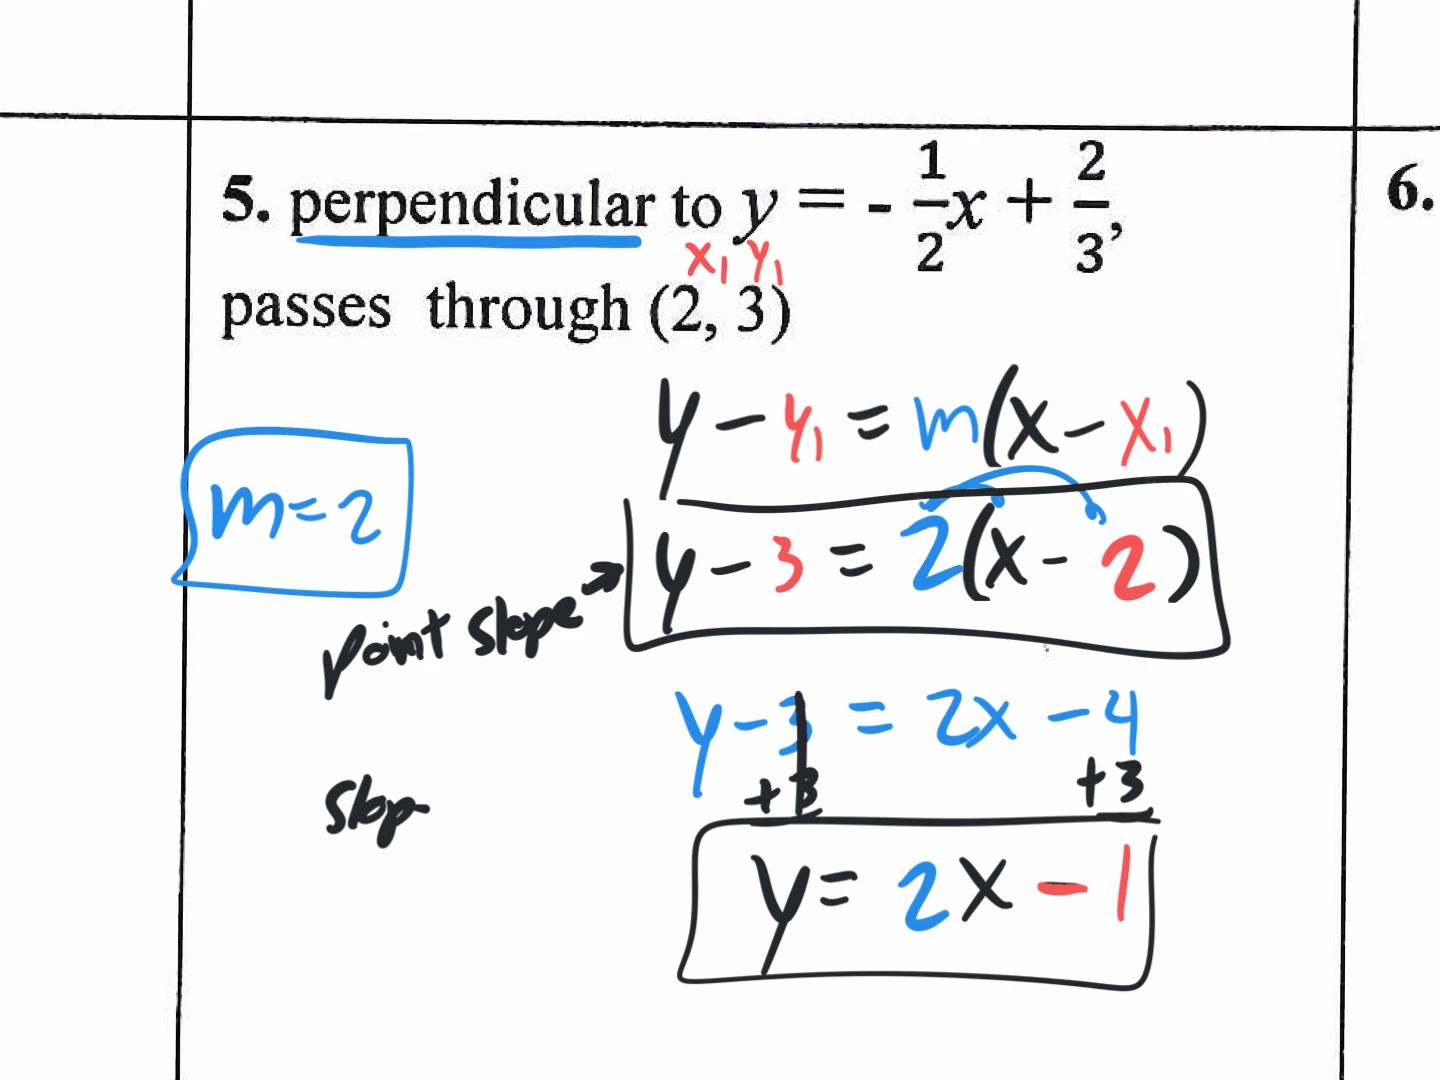 5. perpendicular to y = - 1/2 x + 2/3,
x₁ y₁
passes through (2, 3)
y - y₁ = m(x - x₁)
m = 2
y - 3 = 2(x - 2)
point slope →
y - 3 = 2x - 4
+3 +3
slop
y = 2x - 1
6.